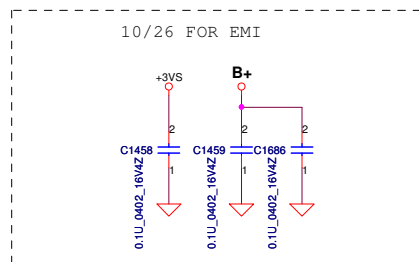 10/26 FOR EMI
+3VS
B+
C1458
2
1
0.1U_0402_16V4Z
C1459
2
1
0.1U_0402_16V4Z
C1686
2
1
0.1U_0402_16V4Z